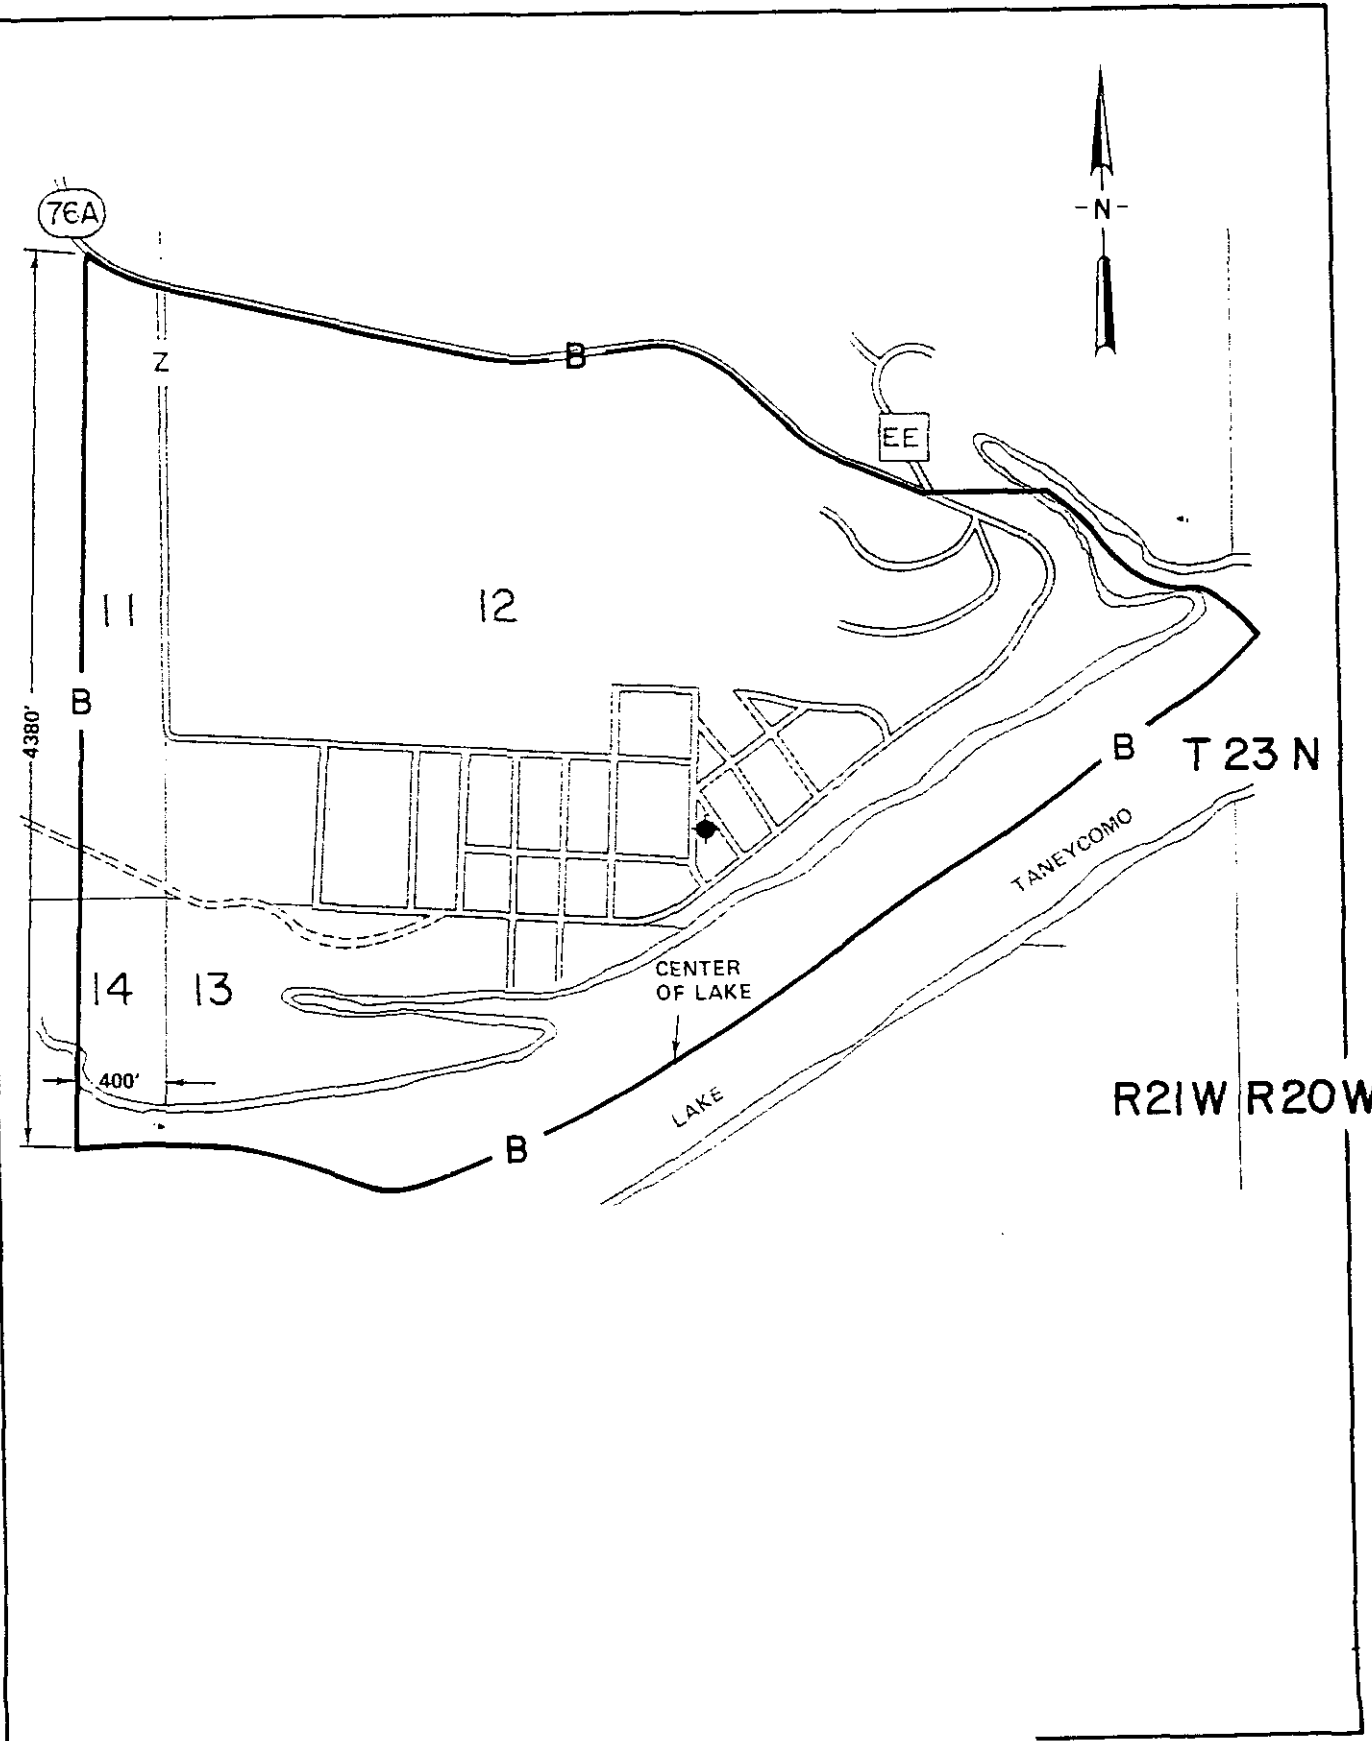 76A
-N-
Z
B
EE
11
12
B
4380'
B
T 23 N
TANEYCOMO
14
13
CENTER
OF LAKE
400'
LAKE
R21W R20W
B